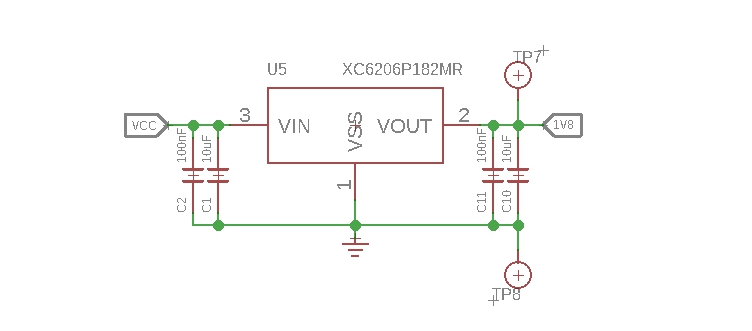 TP7
U5
XC6206P182MR
VCC
3
VIN
VSS
VOUT
2
1V8
100nF
10uF
100nF
10uF
1
C2
C1
C11
C10
TP8